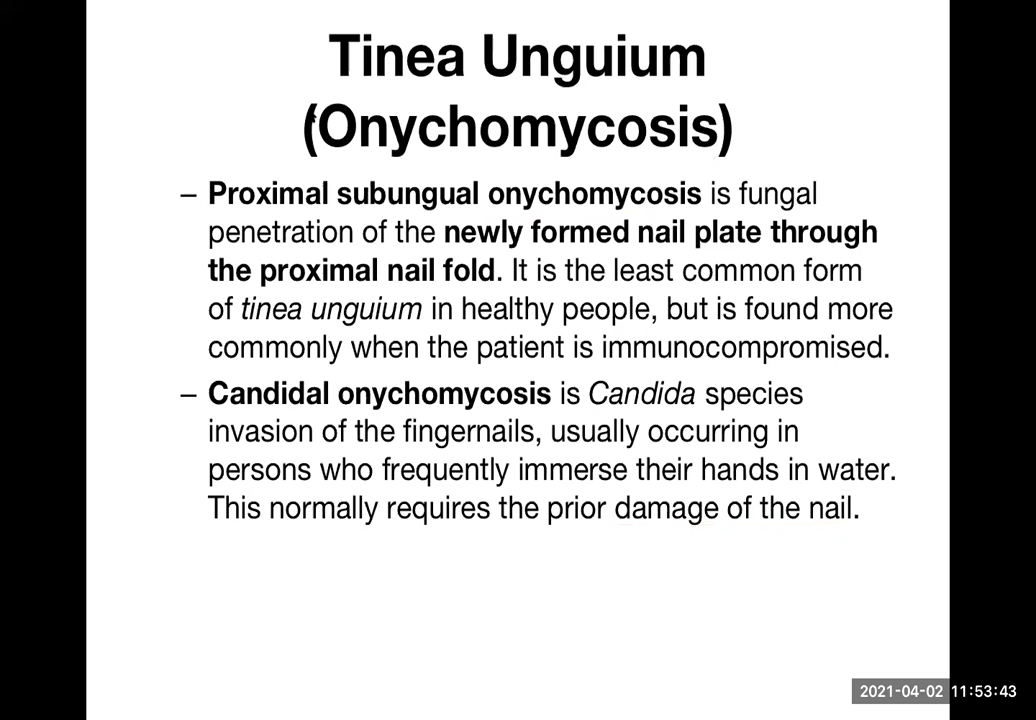 Tinea Unguium
(Onychomycosis)
– Proximal subungual onychomycosis is fungal
penetration of the newly formed nail plate through
the proximal nail fold. It is the least common form
of tinea unguium in healthy people, but is found more
commonly when the patient is immunocompromised.
– Candidal onychomycosis is Candida species
invasion of the fingernails, usually occurring in
persons who frequently immerse their hands in water.
This normally requires the prior damage of the nail.
2021-04-02 11:53:43